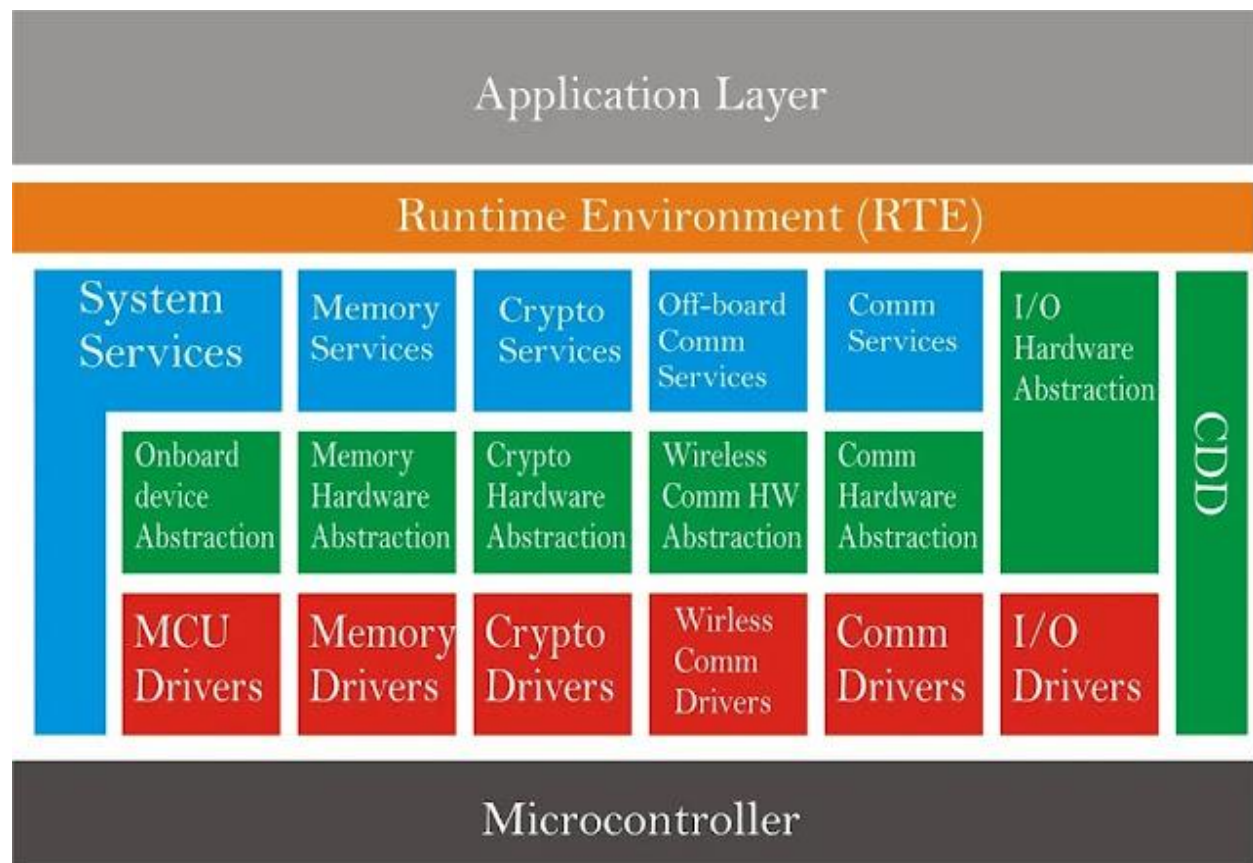 Application Layer
Runtime Environment (RTE)
System
Services
Memory
Services
Crypto
Services
Off-board
Comm
Services
Comm
Services
I/O
Hardware
Abstraction
CDD
Onboard
device
Abstraction
Memory
Hardware
Abstraction
Crypto
Hardware
Abstraction
Wireless
Comm HW
Abstraction
Comm
Hardware
Abstraction
MCU
Drivers
Memory
Drivers
Crypto
Drivers
Wirless
Comm
Drivers
Comm
Drivers
I/O
Drivers
Microcontroller